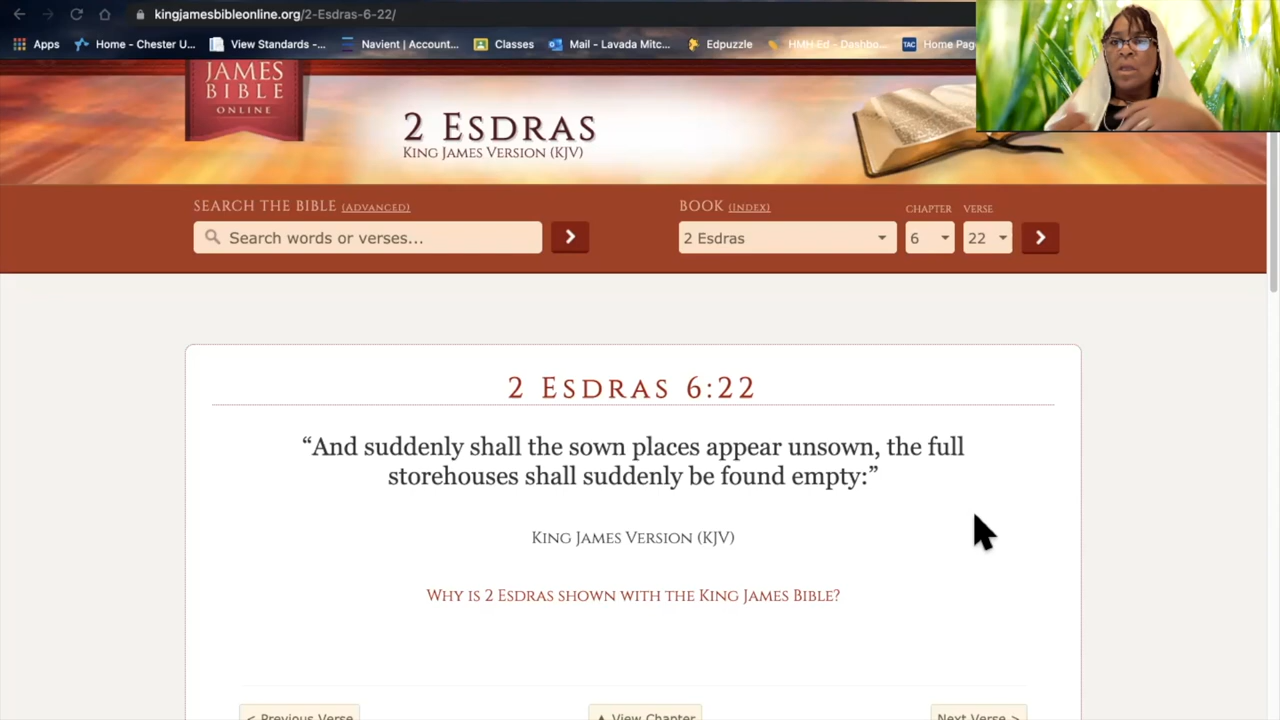 kingjamesbibleonline.org/2-Esdras-6-22/
Apps Home - Chester U... View Standards -... Navient | Account... Classes Mail - Lavada Mitc... Edpuzzle HMH Ed - Dashbo... TAC Home Pag
JAMES
BIBLE
ONLINE
2 Esdras
King James Version (KJV)
Search the Bible (Advanced)
Book (Index)
Chapter
Verse
Search words or verses...
2 Esdras
6
22
2 Esdras 6:22
“And suddenly shall the sown places appear unsown, the full
storehouses shall suddenly be found empty:”
King James Version (KJV)
Why is 2 Esdras shown with the King James Bible?
< Previous Verse
▲ View Chapter
Next Verse >